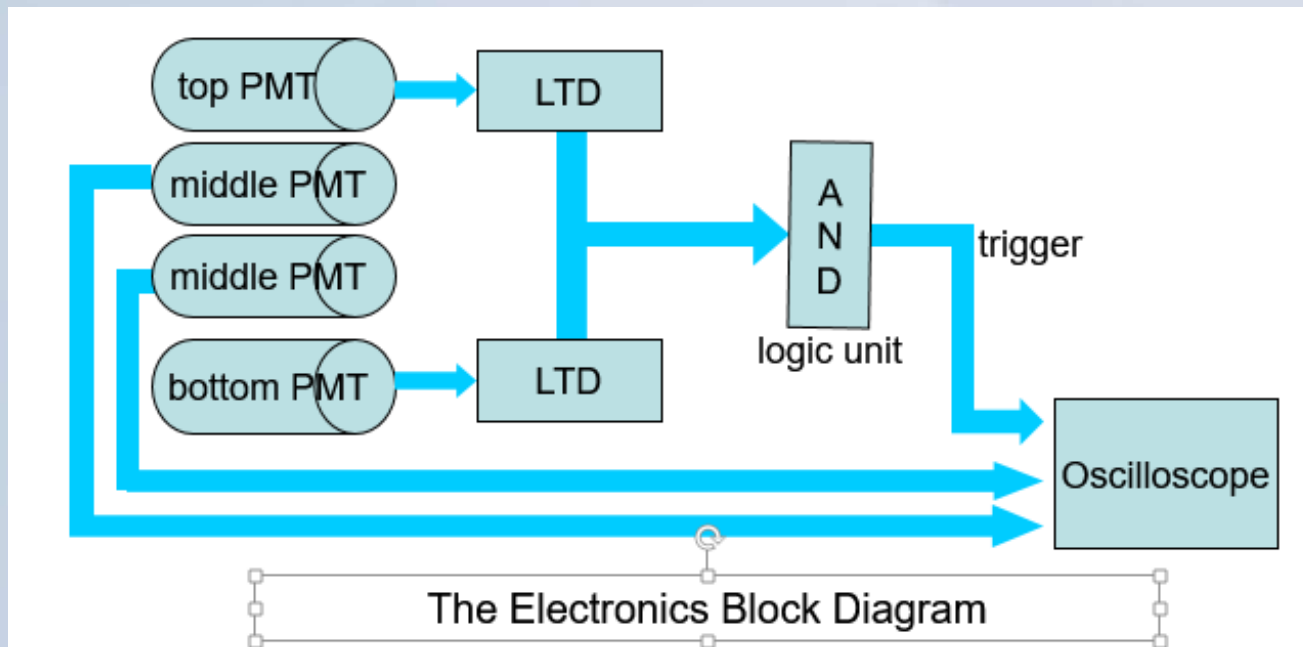 top PMT
LTD
middle PMT
middle PMT
bottom PMT
LTD
A
N
D
logic unit
trigger
Oscilloscope
The Electronics Block Diagram